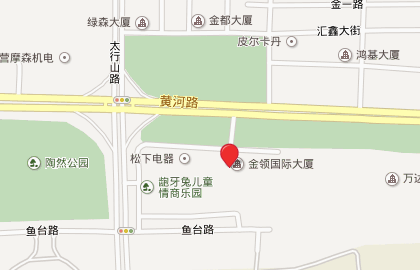 金一路
绿森大厦
金都大厦
汇鑫大街
太行山路
皮尔卡丹
鸿基大厦
营摩森机电
黄河路
陶然公园
松下电器
金领国际大厦
龅牙兔儿童
情商乐园
万达
鱼台路
鱼台路